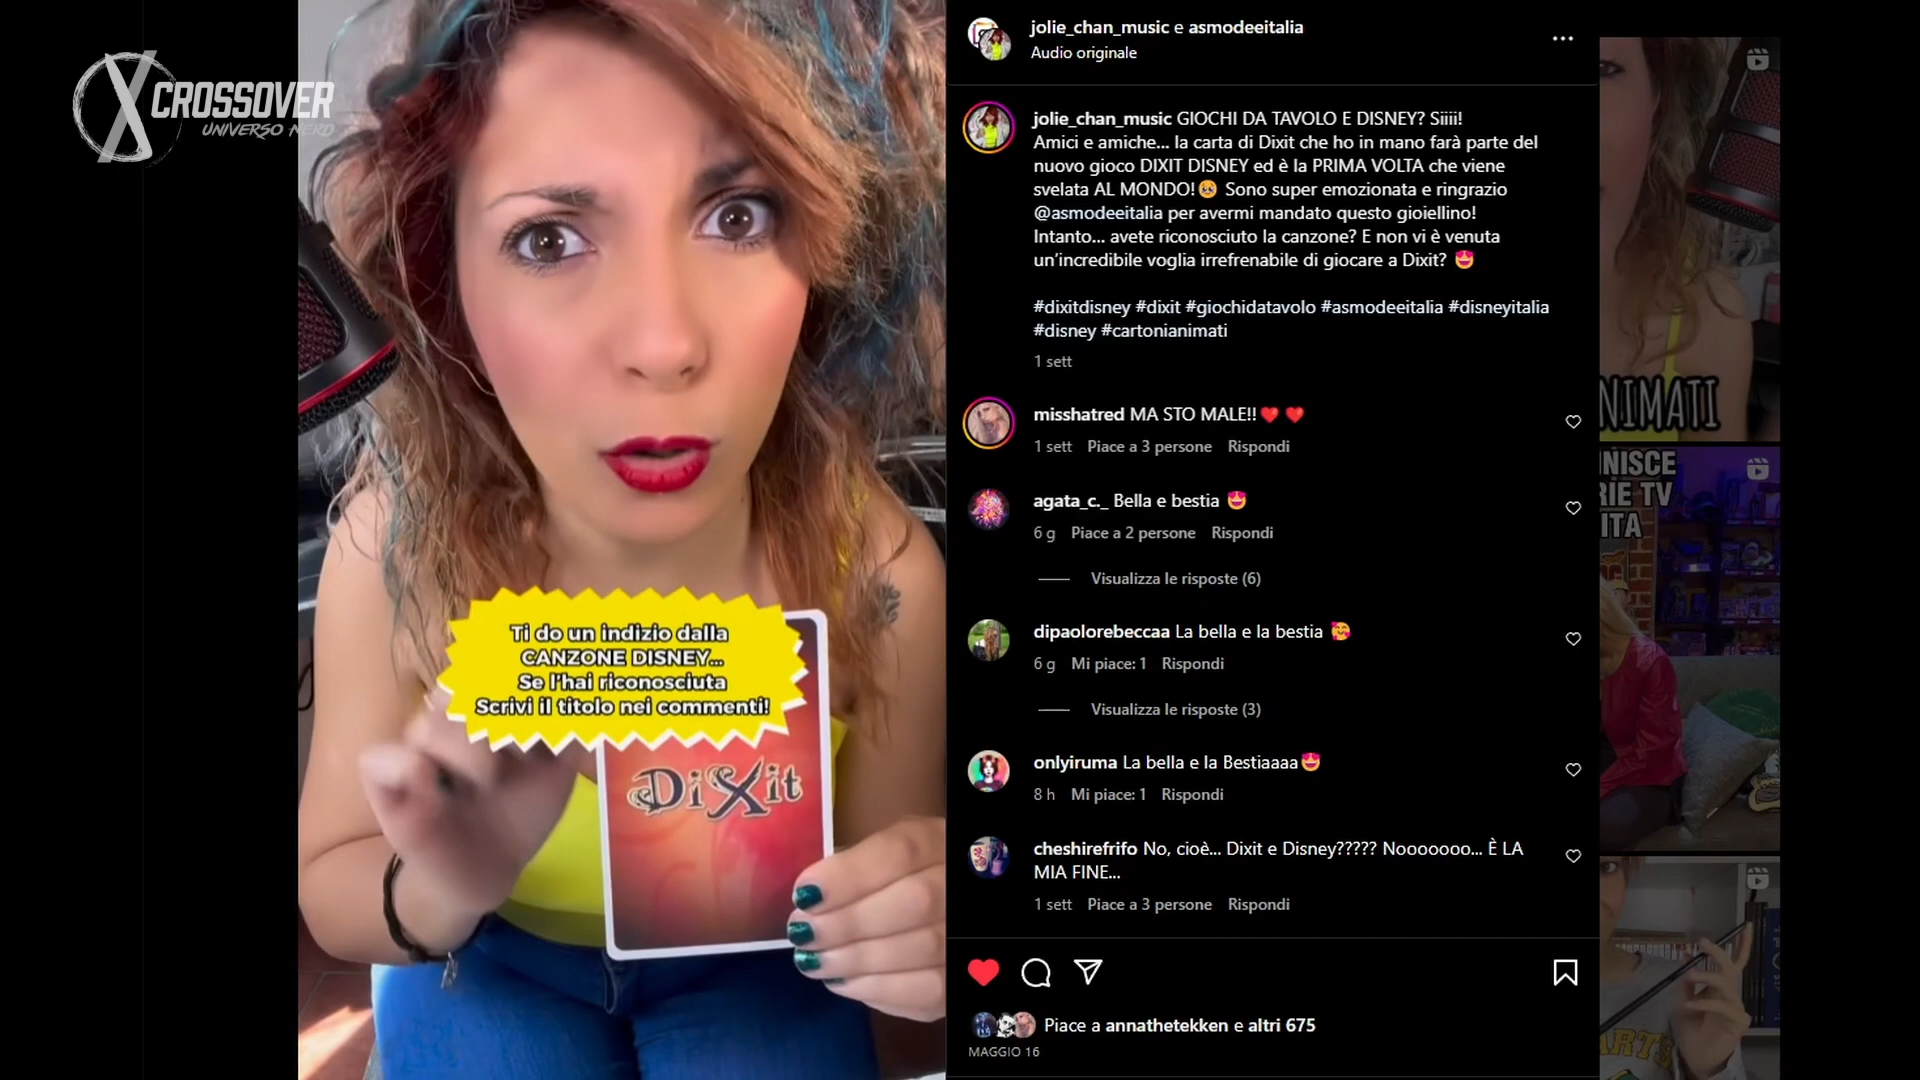 CROSSOVER
UNIVERSO NERD
Ti do un indizio dalla
CANZONE DISNEY...
Se l'hai riconosciuta
Scrivi il titolo nei commenti!
DiXit
jolie_chan_music e asmodeeitalia
Audio originale
jolie_chan_music GIOCHI DA TAVOLO E DISNEY? Siiii!
Amici e amiche... la carta di Dixit che ho in mano farà parte del
nuovo gioco DIXIT DISNEY ed è la PRIMA VOLTA che viene
svelata AL MONDO!🥹 Sono super emozionata e ringrazio
@asmodeeitalia per avermi mandato questo gioiellino!
Intanto... avete riconosciuto la canzone? E non vi è venuta
un’incredibile voglia irrefrenabile di giocare a Dixit? 😍
#dixitdisney #dixit #giochidatavolo #asmodeeitalia #disneyitalia
#disney #cartonianimati
1 sett
misshatred MA STO MALE!!❤️ ❤️
1 sett Piace a 3 persone Rispondi
agata_c._ Bella e bestia 😍
6 g Piace a 2 persone Rispondi
Visualizza le risposte (6)
dipaolorebeccaa La bella e la bestia 🥰
6 g Mi piace: 1 Rispondi
Visualizza le risposte (3)
onlyiruma La bella e la Bestiaaaa😍
8 h Mi piace: 1 Rispondi
cheshirefrifo No, cioè... Dixit e Disney????? Nooooooo... È LA
MIA FINE...
1 sett Piace a 3 persone Rispondi
Piace a annathetekken e altri 675
MAGGIO 16
NIMATI
INISCE
RIE TV
ITA
ARTS